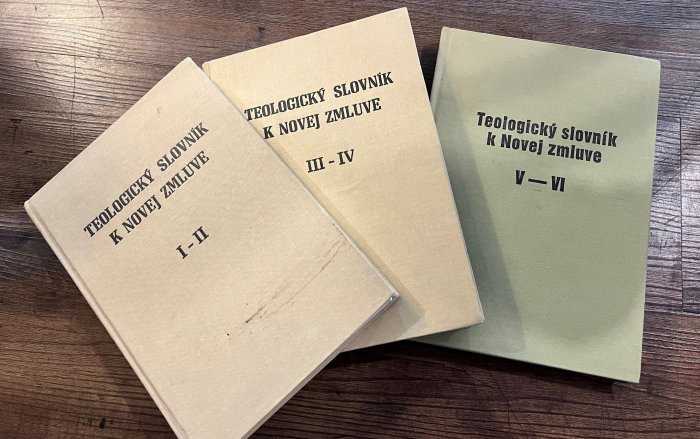 TEOLOGICKÝ SLOVNÍK
K NOVEJ ZMLUVE
I - II
TEOLOGICKÝ SLOVNÍK
K NOVEJ ZMLUVE
III - IV
Teologický slovník
k Novej zmluve
V — VI